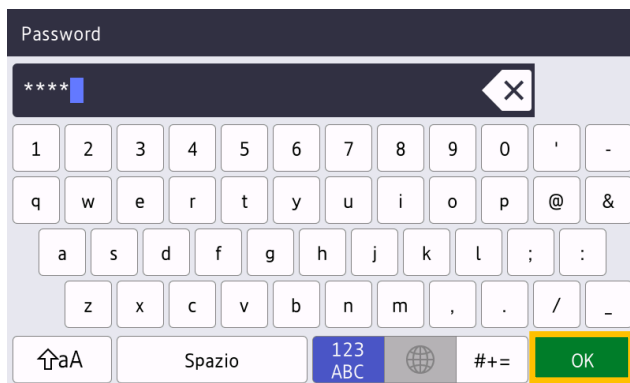 Password
****
1 2 3 4 5 6 7 8 9 0 ' -
q w e r t y u i o p @ &
a s d f g h j k l ; :
z x c v b n m , . / _
aA Spazio 123 ABC #+= OK